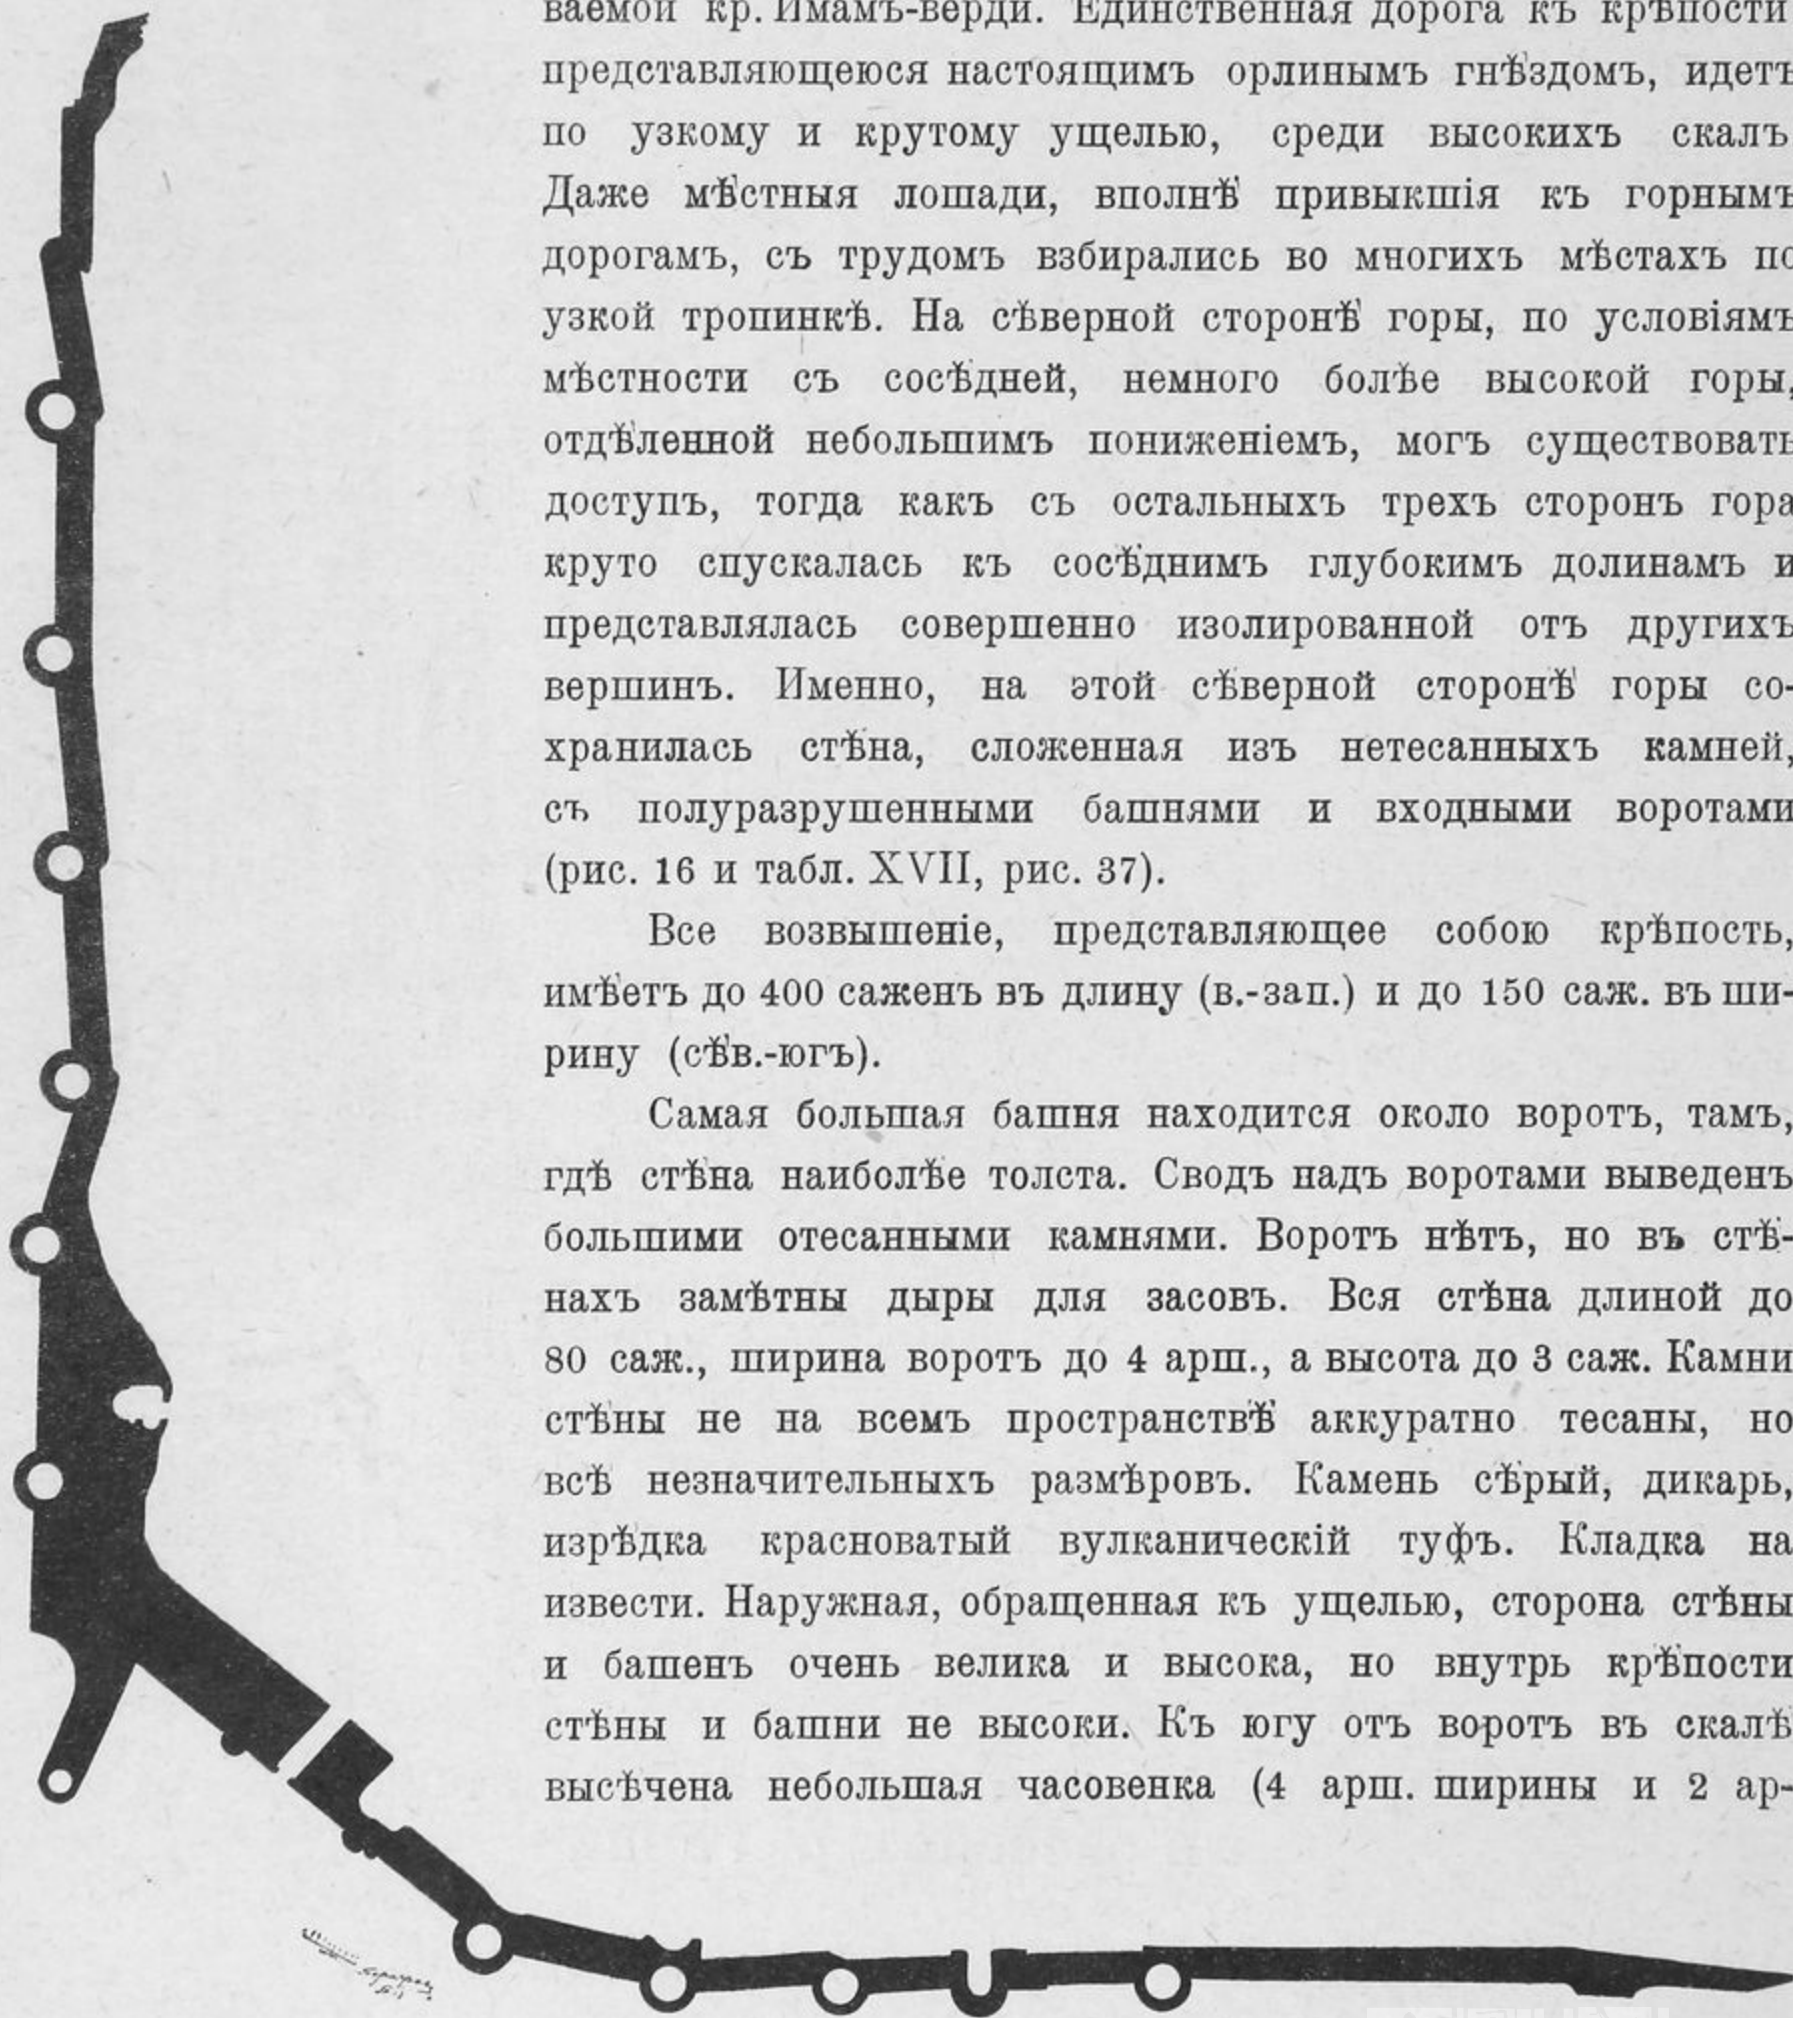 ваемой кр. Имамъ-верди. Единственная дорога къ крѣпости
представляющеюся настоящимъ орлинымъ гнѣздомъ, идетъ
по узкому и крутому ущелью, среди высокихъ скалъ
Даже мѣстныя лошади, вполнѣ привыкшія къ горнымъ
дорогамъ, съ трудомъ взбирались во многихъ мѣстахъ по
узкой тропинкѣ. На сѣверной сторонѣ горы, по условіямъ
мѣстности съ сосѣдней, немного болѣе высокой горы,
отдѣленной небольшимъ пониженіемъ, могъ существовать
доступъ, тогда какъ съ остальныхъ трехъ сторонъ гора
круто спускалась къ сосѣднимъ глубокимъ долинамъ и
представлялась совершенно изолированной отъ другихъ
вершинъ. Именно, на этой сѣверной сторонѣ горы со-
хранилась стѣна, сложенная изъ нетесанныхъ камней,
съ полуразрушенными башнями и входными воротами
(рис. 16 и табл. XVII, рис. 37).
Все возвышеніе, представляющее собою крѣпость,
имѣетъ до 400 саженъ въ длину (в.-зап.) и до 150 саж. въ ши-
рину (сѣв.-югъ).
Самая большая башня находится около воротъ, тамъ,
гдѣ стѣна наиболѣе толста. Сводъ надъ воротами выведенъ
большими отесанными камнями. Воротъ нѣтъ, но въ стѣ-
нахъ замѣтны дыры для засовъ. Вся стѣна длиной до
80 саж., ширина воротъ до 4 арш., а высота до 3 саж. Камни
стѣны не на всемъ пространствѣ аккуратно тесаны, но
всѣ незначительныхъ размѣровъ. Камень сѣрый, дикарь,
изрѣдка красноватый вулканическій туфъ. Кладка на
извести. Наружная, обращенная къ ущелью, сторона стѣны
и башенъ очень велика и высока, но внутрь крѣпости
стѣны и башни не высоки. Къ югу отъ воротъ въ скалѣ
высѣчена небольшая часовенка (4 арш. ширины и 2 ар-